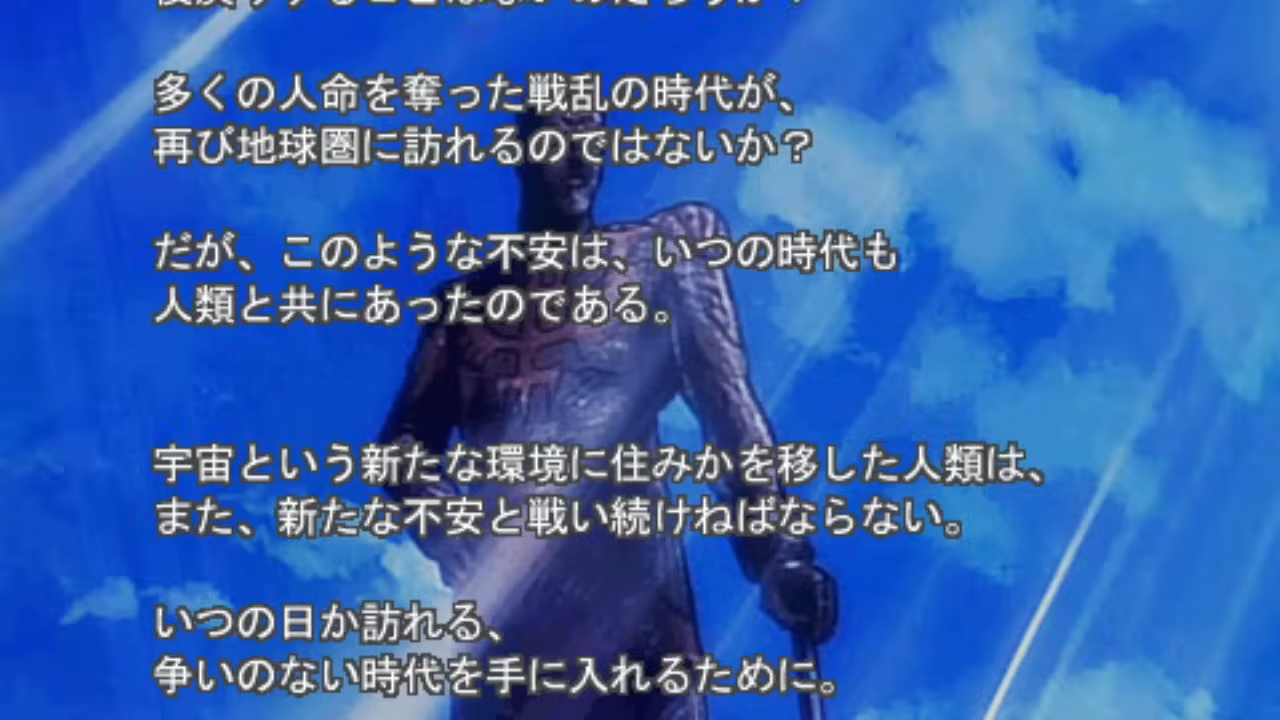 多くの人命を奪った戦乱の時代が、
再び地球圏に訪れるのではないか？
だが、このような不安は、いつの時代も
人類と共にあったのである。
宇宙という新たな環境に住みかを移した人類は、
また、新たな不安と戦い続けねばならない。
いつの日か訪れる、
争いのない時代を手に入れるために。